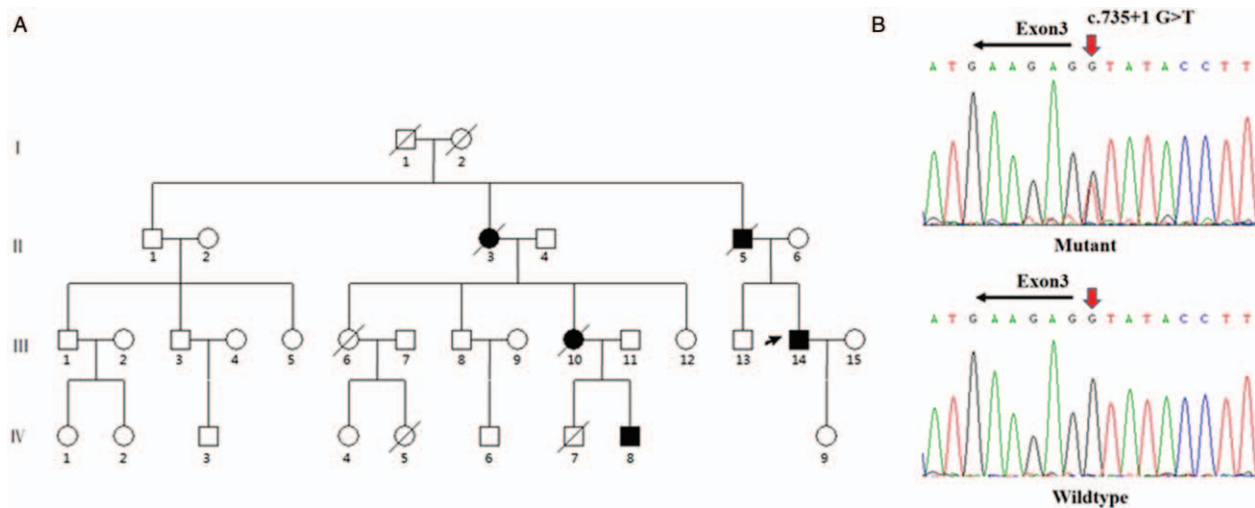 A
I
1 2
II
1 2 3 4 5 6
III
1 2 3 4 5 6 7 8 9 10 11 12 13 14 15
IV
1 2 3 4 5 6 7 8 9
B
c.735+1 G>T
Exon3
A T G A A G A G G T A T A C C T T
Mutant
Exon3
A T G A A G A G G T A T A C C T T
Wildtype